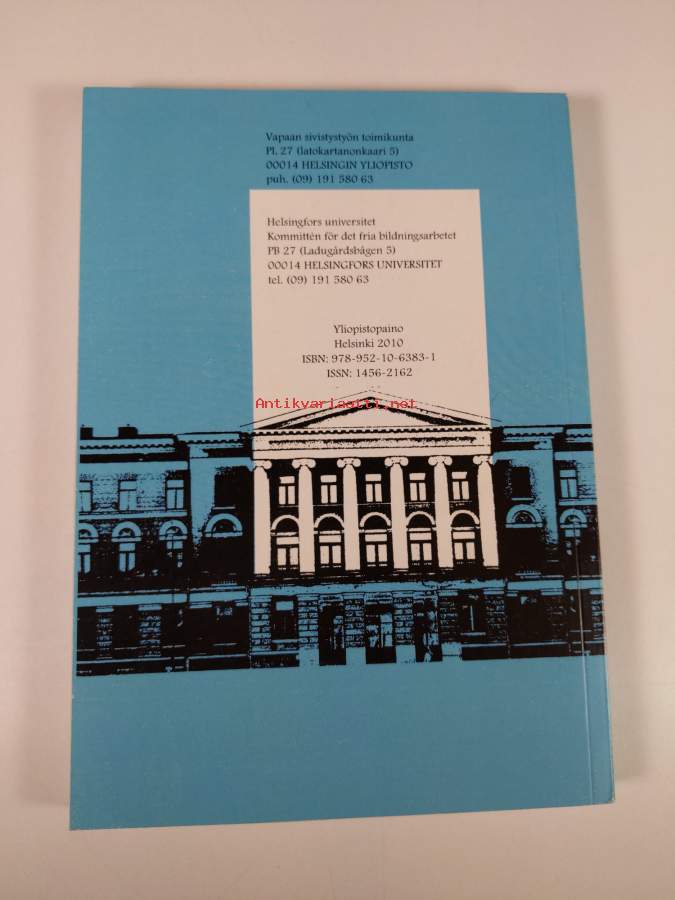 Vapaan sivistystyön toimikunta
PL 27 (latokartanonkaari 5)
00014 HELSINGIN YLIOPISTO
puh. (09) 191 580 63
Helsingfors universitet
Kommittén för det fria bildningsarbetet
PB 27 (Ladugårdsbågen 5)
00014 HELSINGFORS UNIVERSITET
tel. (09) 191 580 63
Yliopistopaino
Helsinki 2010
ISBN: 978-952-10-6383-1
ISSN: 1456-2162
Antikvariaatti.net